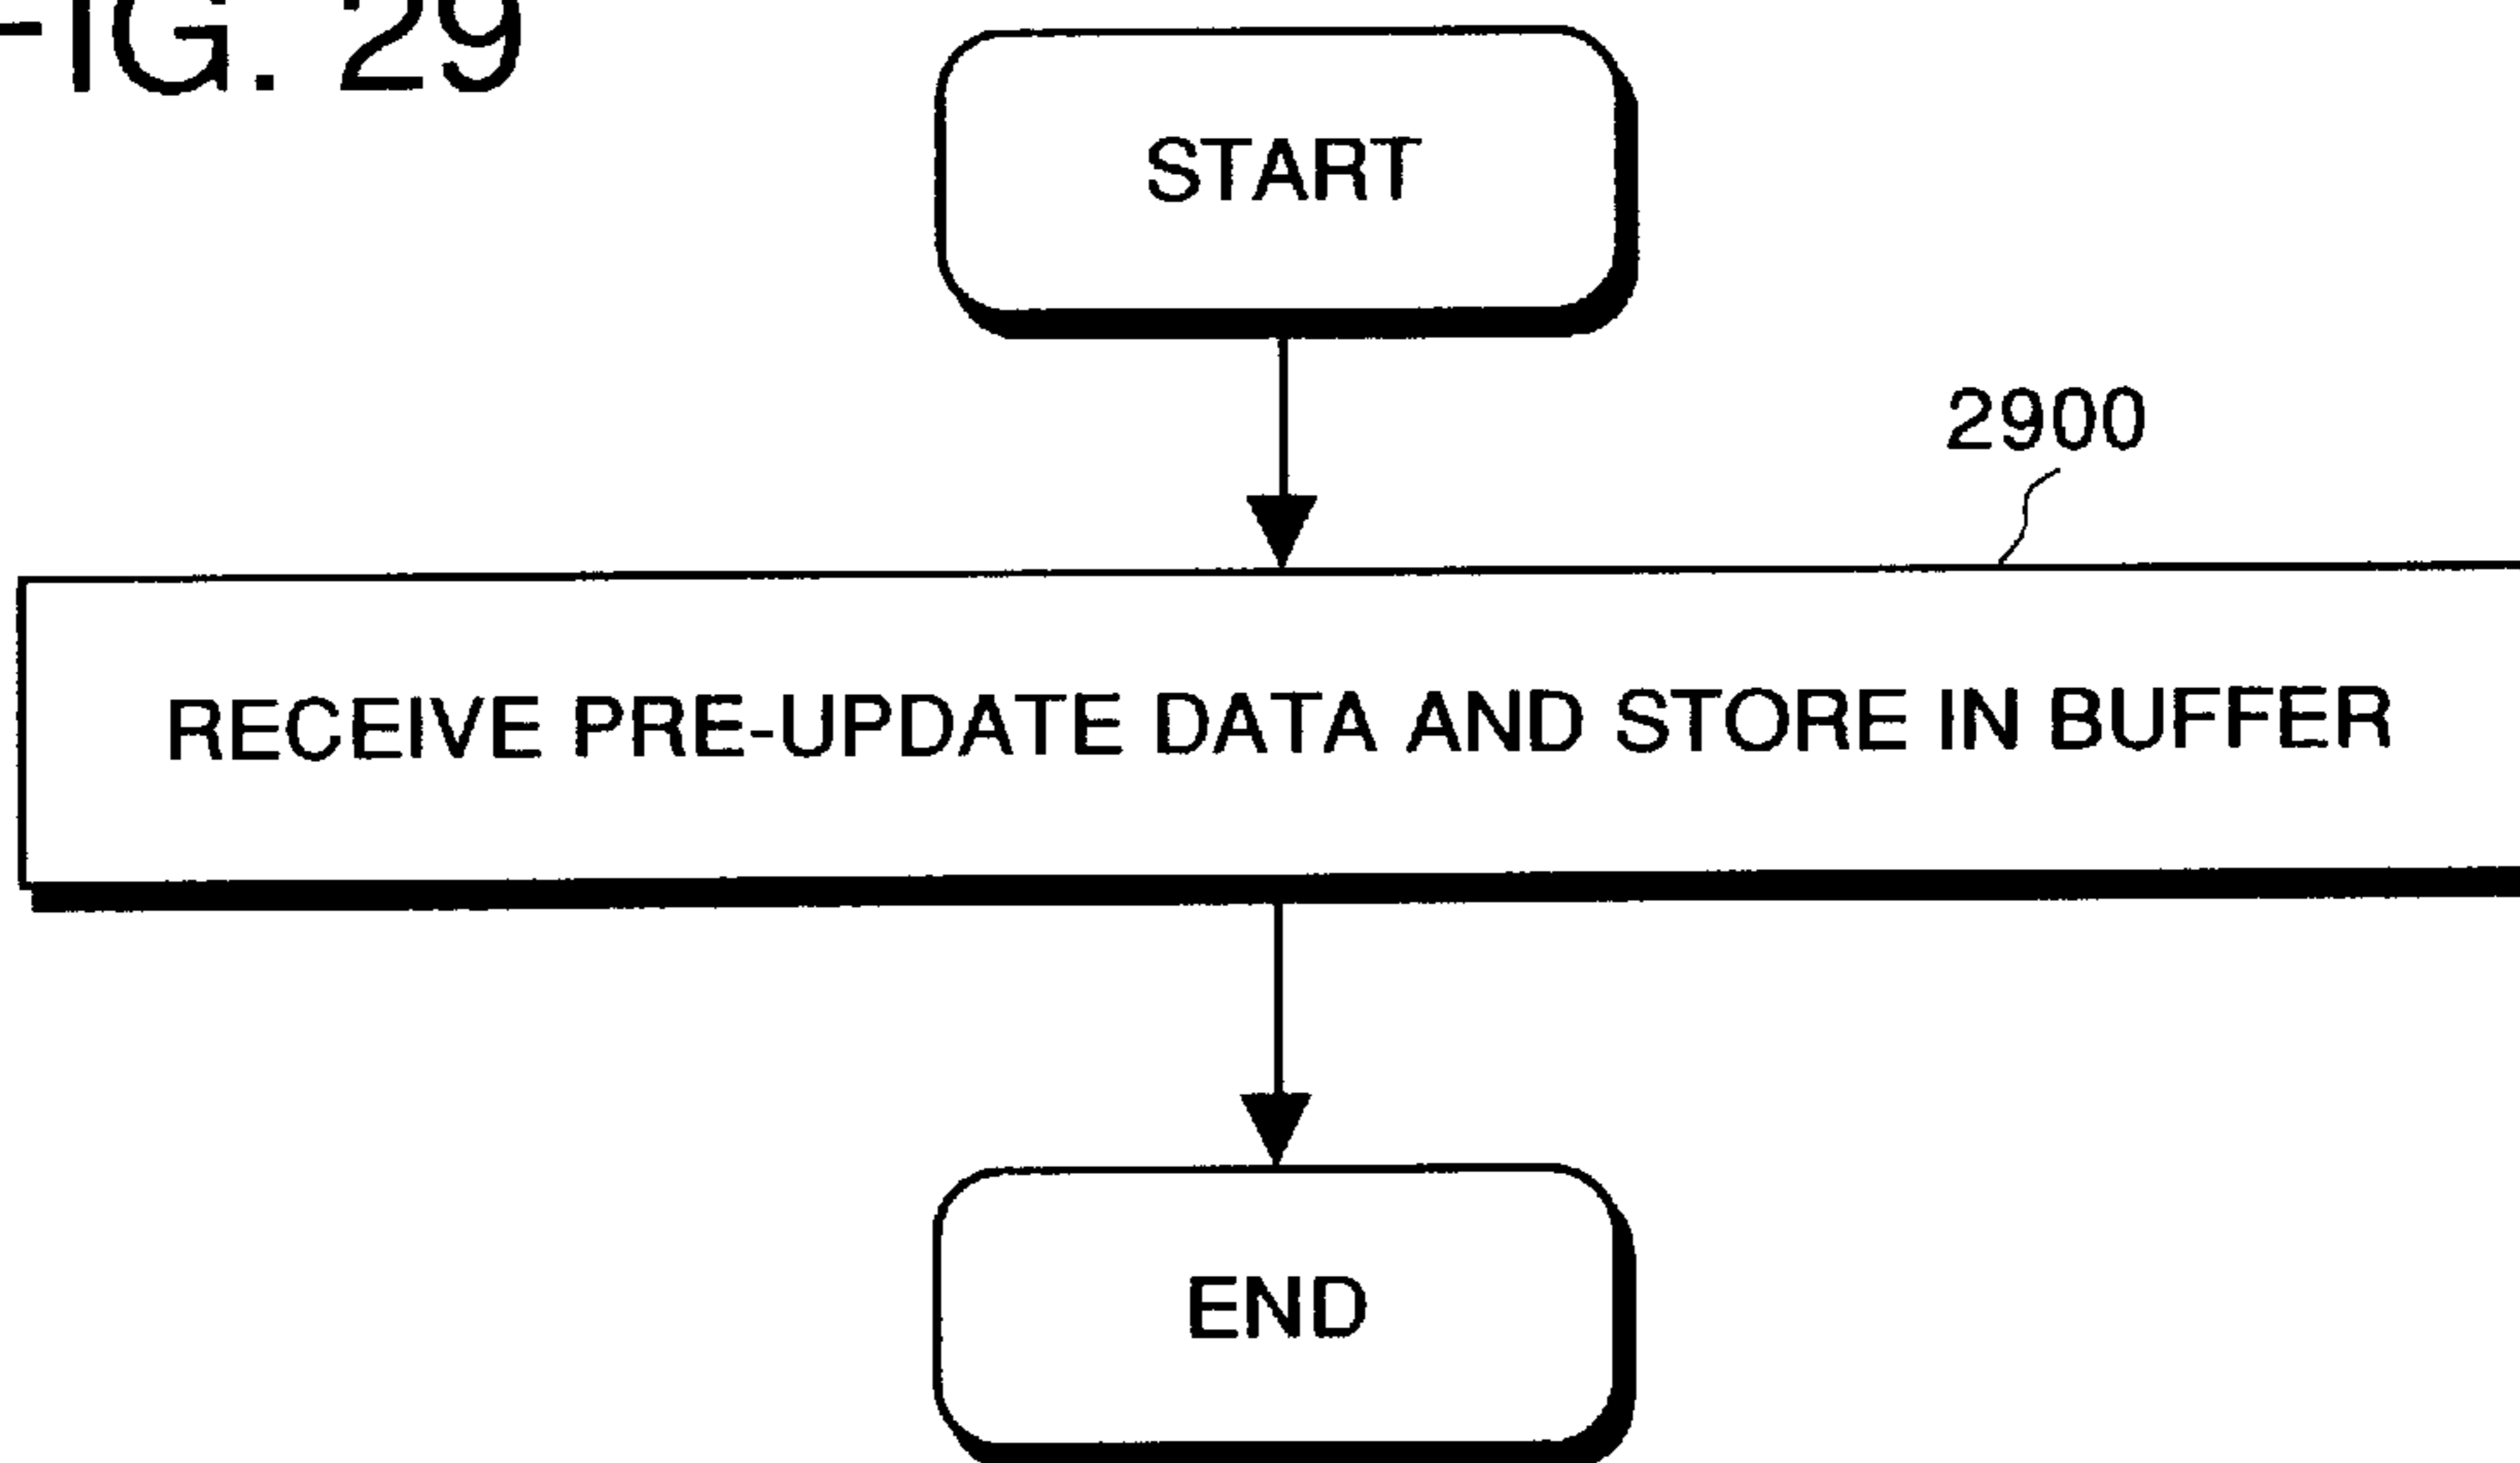 FIG. 29
START
2900
RECEIVE PRE-UPDATE DATA AND STORE IN BUFFER
END